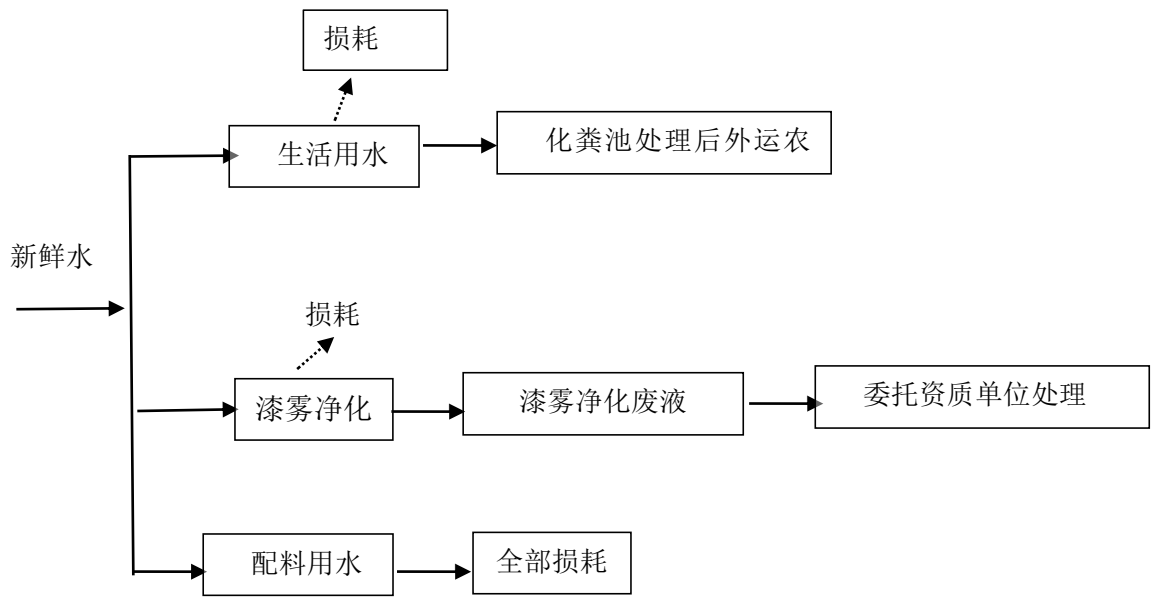 损耗
生活用水
化粪池处理后外运农
新鲜水
损耗
漆雾净化
漆雾净化废液
委托资质单位处理
配料用水
全部损耗